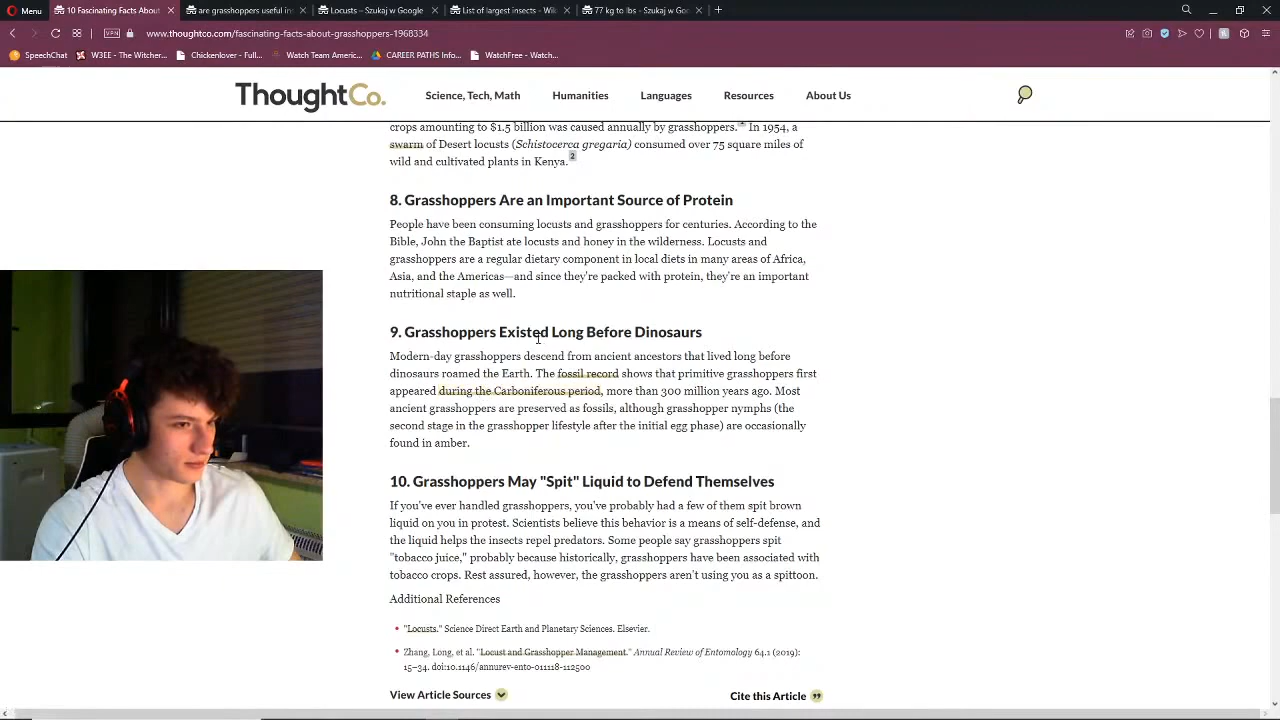 Menu
10 Fascinating Facts About
are grasshoppers useful in
Locusts – Szukaj w Google
List of largest insects - Wiki
77 kg to lbs - Szukaj w Goo
VPN
www.thoughtco.com/fascinating-facts-about-grasshoppers-1968334
SpeechChat
W3EE - The Witcher...
Chickenlover - Full...
Watch Team Americ...
CAREER PATHS Info...
WatchFree - Watch...
ThoughtCo.
Science, Tech, Math
Humanities
Languages
Resources
About Us
crops amounting to $1.5 billion was caused annually by grasshoppers. In 1954, a
swarm of Desert locusts (Schistocerca gregaria) consumed over 75 square miles of
wild and cultivated plants in Kenya.2
8. Grasshoppers Are an Important Source of Protein
People have been consuming locusts and grasshoppers for centuries. According to the
Bible, John the Baptist ate locusts and honey in the wilderness. Locusts and
grasshoppers are a regular dietary component in local diets in many areas of Africa,
Asia, and the Americas—and since they're packed with protein, they're an important
nutritional staple as well.
9. Grasshoppers Existed Long Before Dinosaurs
Modern-day grasshoppers descend from ancient ancestors that lived long before
dinosaurs roamed the Earth. The fossil record shows that primitive grasshoppers first
appeared during the Carboniferous period, more than 300 million years ago. Most
ancient grasshoppers are preserved as fossils, although grasshopper nymphs (the
second stage in the grasshopper lifestyle after the initial egg phase) are occasionally
found in amber.
10. Grasshoppers May "Spit" Liquid to Defend Themselves
If you've ever handled grasshoppers, you've probably had a few of them spit brown
liquid on you in protest. Scientists believe this behavior is a means of self-defense, and
the liquid helps the insects repel predators. Some people say grasshoppers spit
"tobacco juice," probably because historically, grasshoppers have been associated with
tobacco crops. Rest assured, however, the grasshoppers aren't using you as a spittoon.
Additional References
"Locusts." Science Direct Earth and Planetary Sciences. Elsevier.
Zhang, Long, et al. "Locust and Grasshopper Management." Annual Review of Entomology 64.1 (2019):
15–34. doi:10.1146/annurev-ento-011118-112500
View Article Sources
Cite this Article